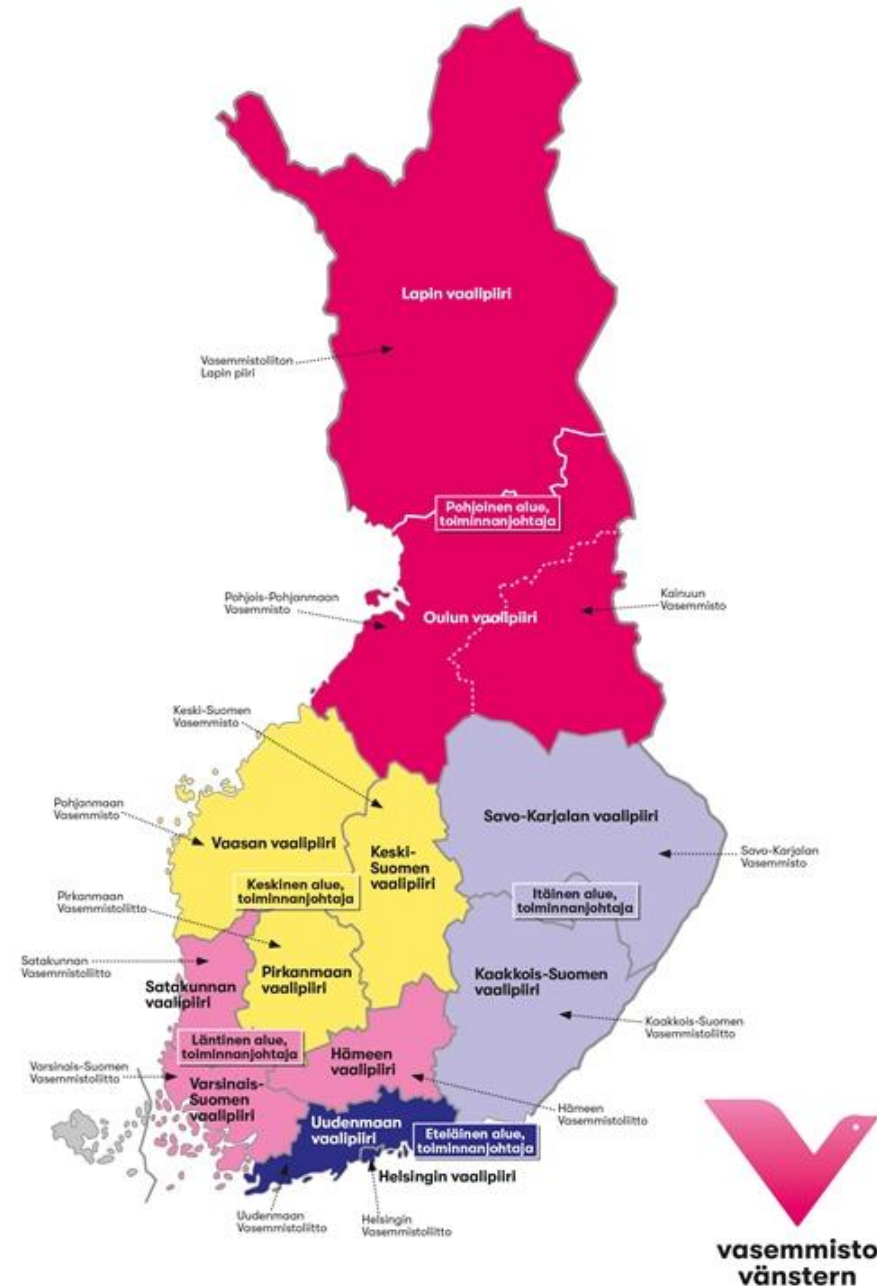 Lapin vaalipiiri
Vasemmistoliiton
Lapin piiri
Pohjoinen alue,
toiminnanjohtaja
Pohjois-Pohjanmaan
Vasemmisto
Oulun vaalipiiri
Kainuun
Vasemmisto
Keski-Suomen
Vasemmisto
Pohjanmaan
Vasemmisto
Vaasan vaalipiiri
Keski-
Suomen
vaalipiiri
Savo-Karjalan vaalipiiri
Savo-Karjalan
Vasemmisto
Keskinen alue,
toiminnanjohtaja
Itäinen alue,
toiminnanjohtaja
Pirkanmaan
Vasemmistoliitto
Satakunnan
Vasemmistoliitto
Satakunnan
vaalipiiri
Pirkanmaan
vaalipiiri
Kaakkois-Suomen
vaalipiiri
Kaakkois-Suomen
Vasemmistoliitto
Läntinen alue,
toiminnanjohtaja
Hämeen
vaalipiiri
Varsinais-Suomen
Vasemmistoliitto
Varsinais-
Suomen
vaalipiiri
Hämeen
Vasemmistoliitto
Uudenmaan
vaalipiiri
Eteläinen alue,
toiminnanjohtaja
Helsingin vaalipiiri
Uudenmaan
Vasemmistoliitto
Helsingin
Vasemmistoliitto
vasemmisto
vänstern